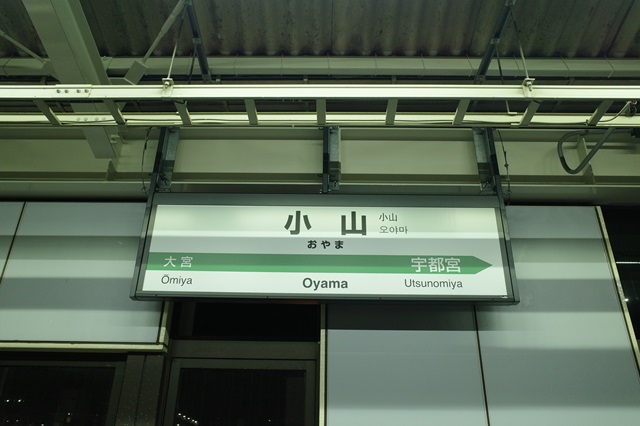 小山
小山
오야마
おやま
大宮
宇都宮
Ōmiya
Oyama
Utsunomiya